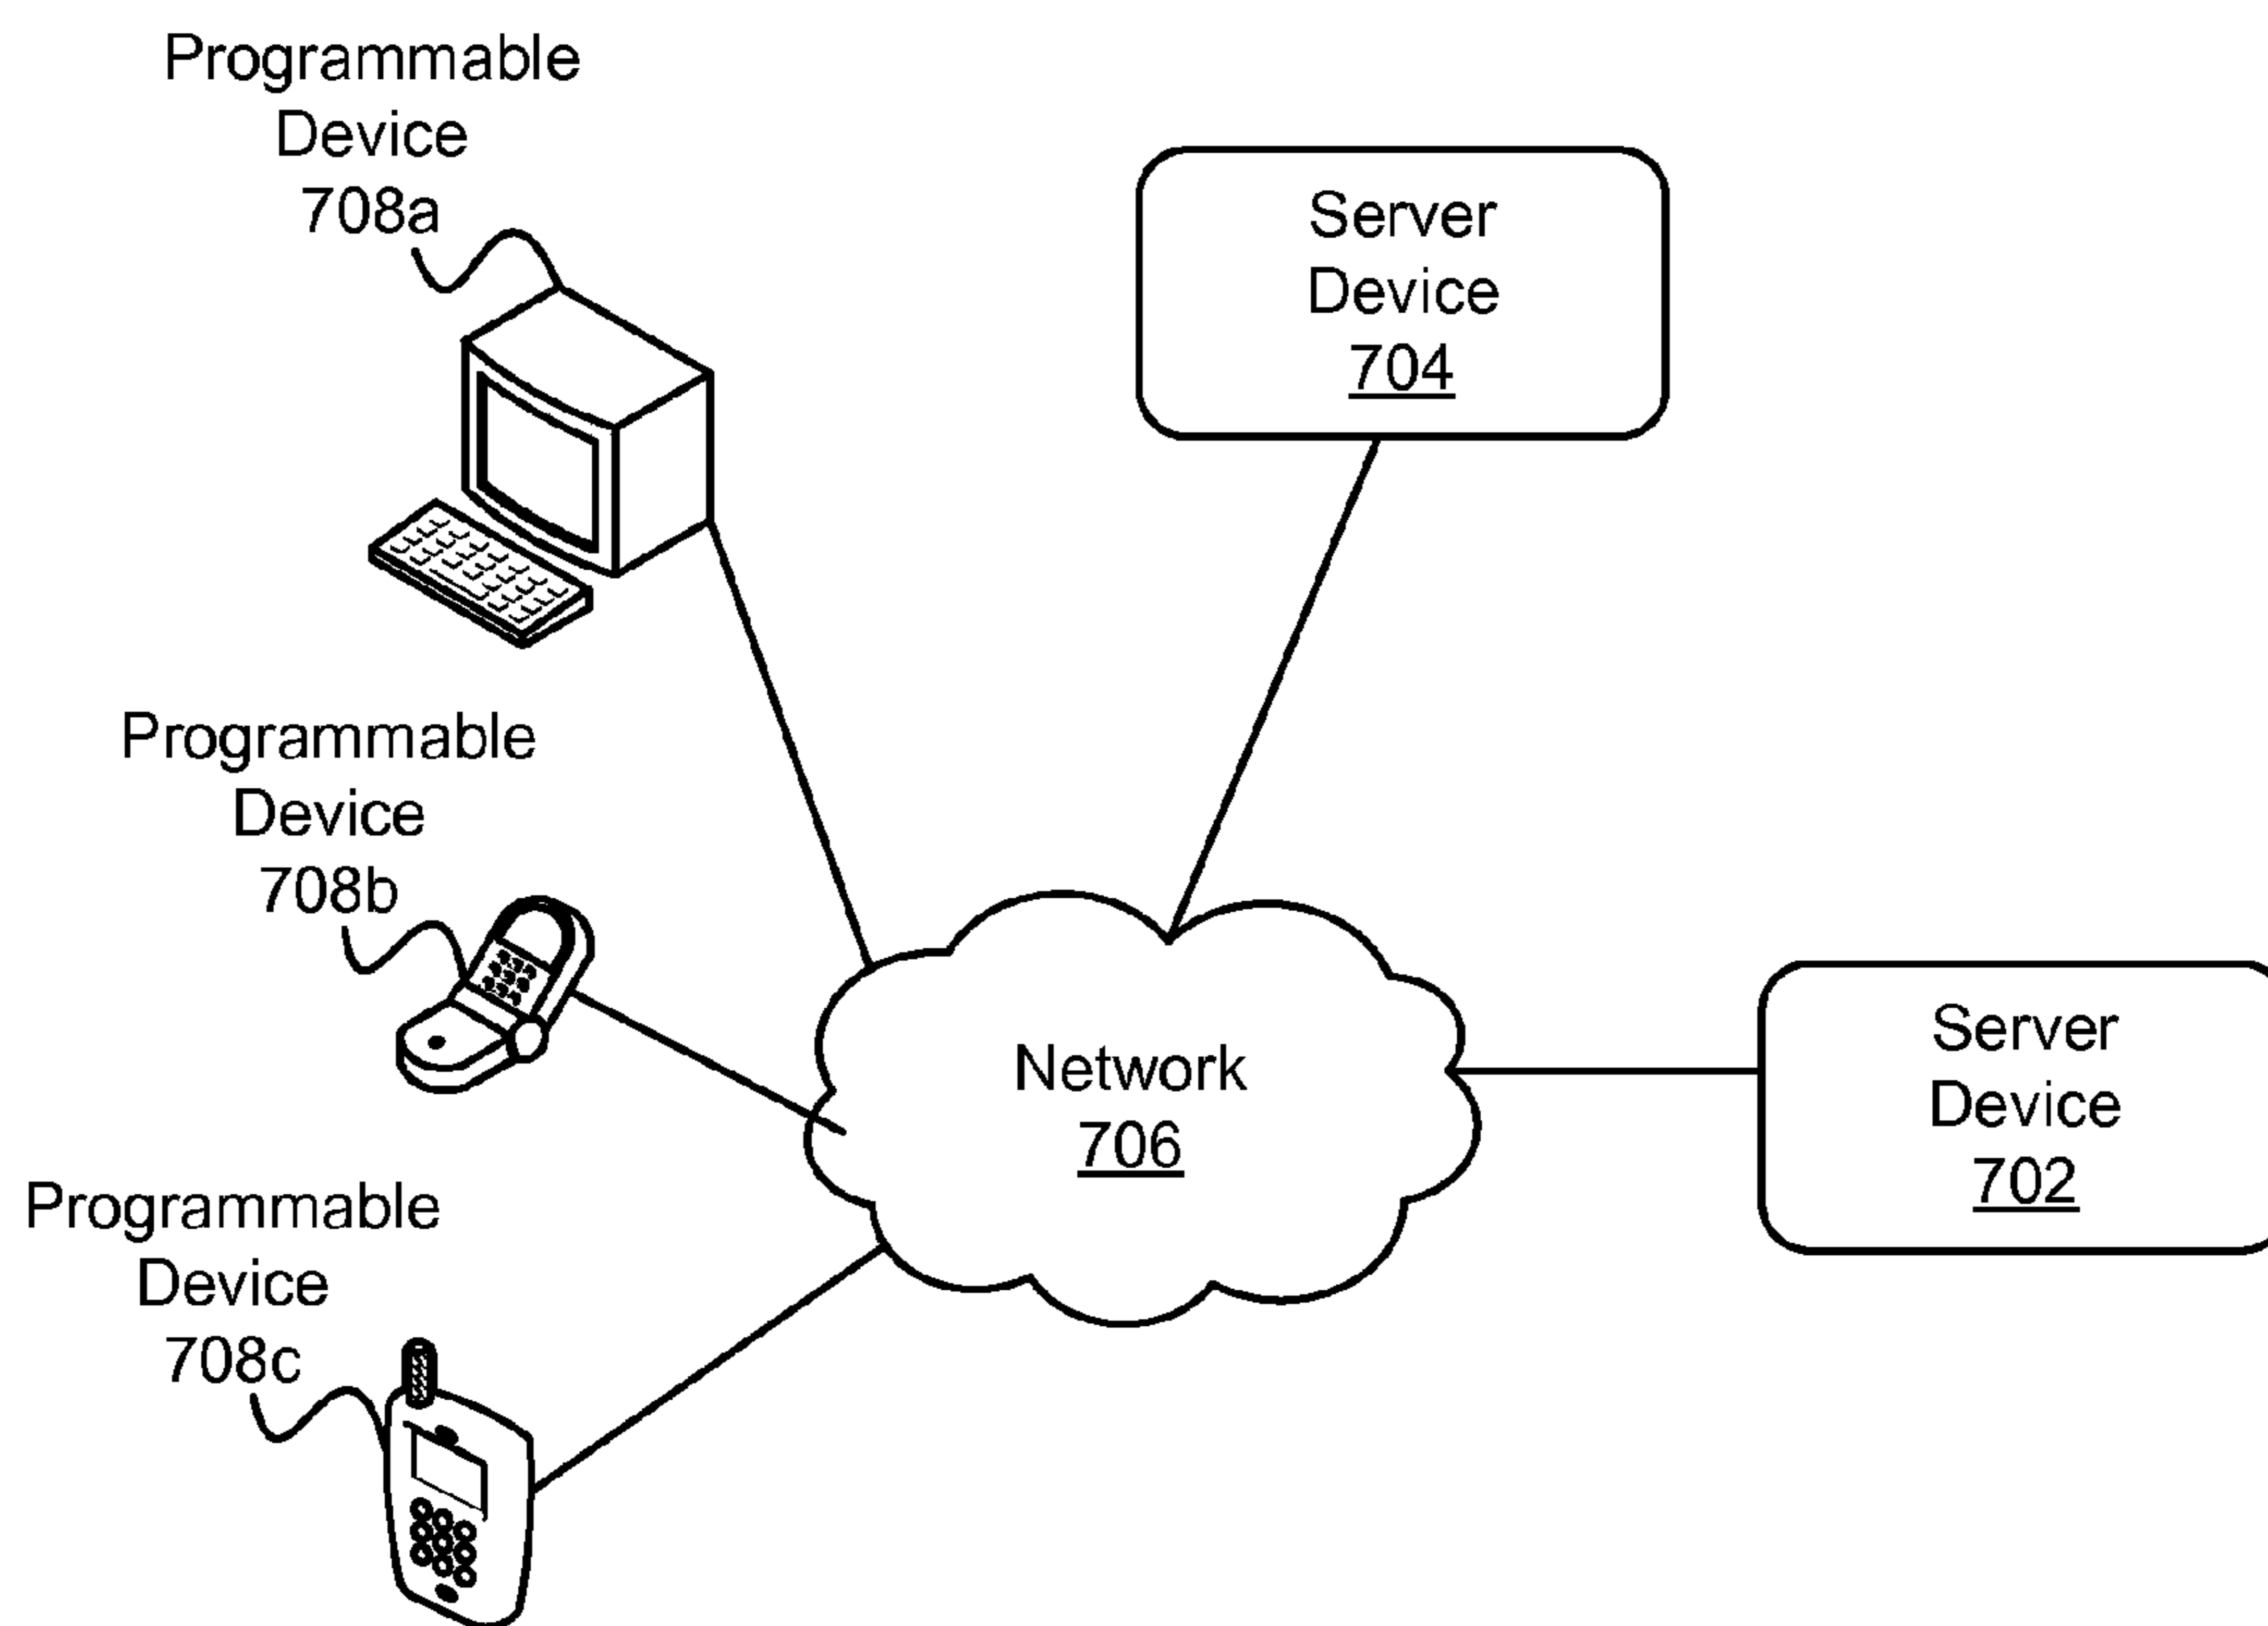 Programmable
Device
708a
Server
Device
704
Programmable
Device
708b
Network
706
Server
Device
702
Programmable
Device
708c